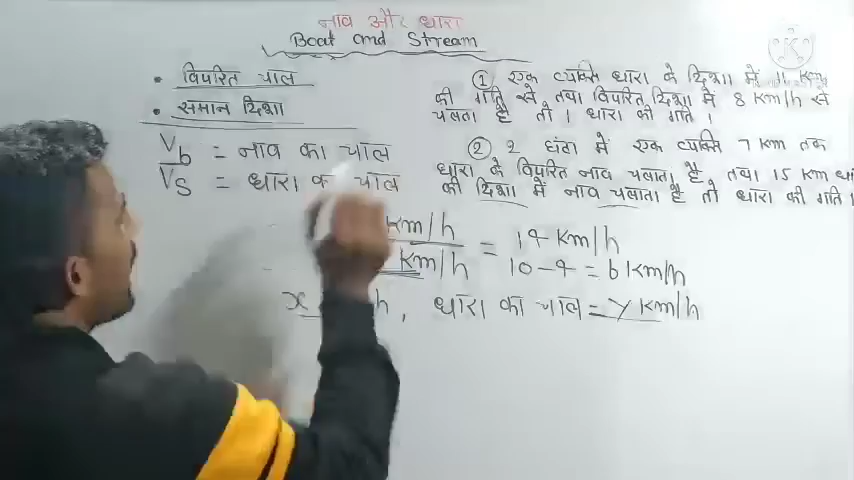 नाव और धारा
Boat and Stream
• विपरित चाल
• समान दिशा
Vb = नाव का चाल
Vs = धारा का चाल
km/h = 14 km/h
km/h 10-4 = 6 km/h
x h, धारा का चाल = y km/h
① एक व्यक्ति धारा के दिशा में 11 km/
की गति से तथा विपरित दिशा में 8 km/h से
चलता है तो । धारा की गति ।
② 2 घंटा में एक व्यक्ति 7 km तक
धारा के विपरित नाव चलाता है तथा 15 km धा
की दिशा में नाव चलाता है तो धारा की गति ।
K